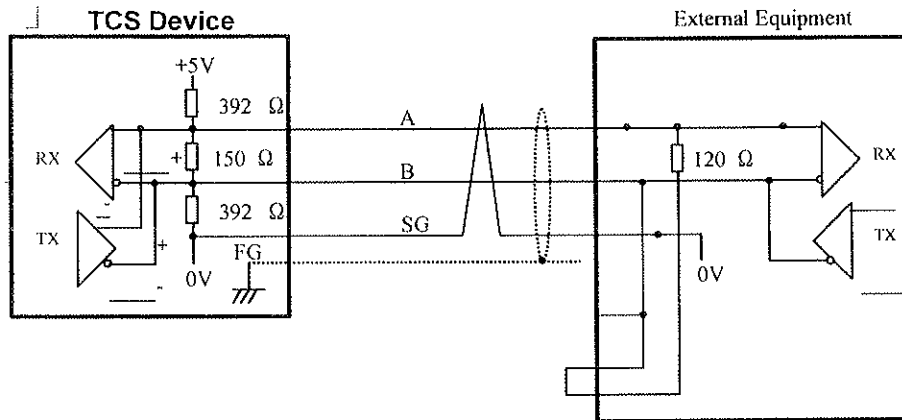 TCS Device
External Equipment
+5V
392 Ω
A
RX
+
150 Ω
120 Ω
RX
B
392 Ω
TX
+
SG
TX
FG
0V
0V